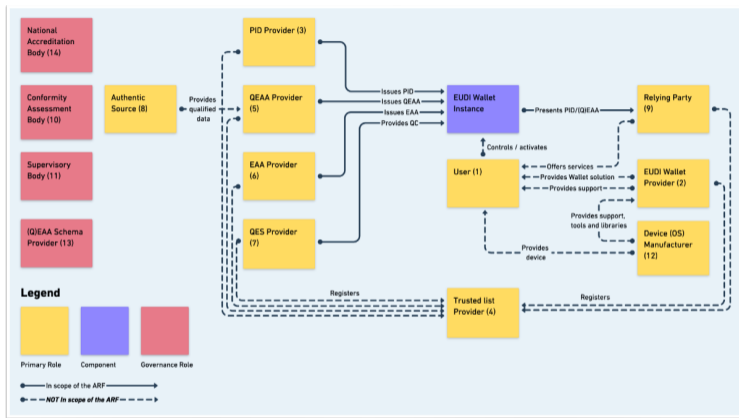 National
Accreditation
Body (14)
Conformity
Assessment
Body (10)
Supervisory
Body (11)
(Q)EAA Schema
Provider (13)
Authentic
Source (8)
Provides
qualified
data
PID Provider (3)
QEAA Provider
(5)
EAA Provider
(6)
QES Provider
(7)
Issues PID
Issues QEAA
Issues EAA
Provides QC
EUDI Wallet
Instance
Presents PID/(Q)EAA
Relying Party
(9)
Controls / activates
User (1)
Offers services
Provides Wallet solution
Provides support
EUDI Wallet
Provider (2)
Provides support,
tools and libraries
Device (OS)
Manufacturer
(12)
Provides
device
Registers
Trusted list
Provider (4)
Registers
Legend
Primary Role
Component
Governance Role
In scope of the ARF
NOT in scope of the ARF